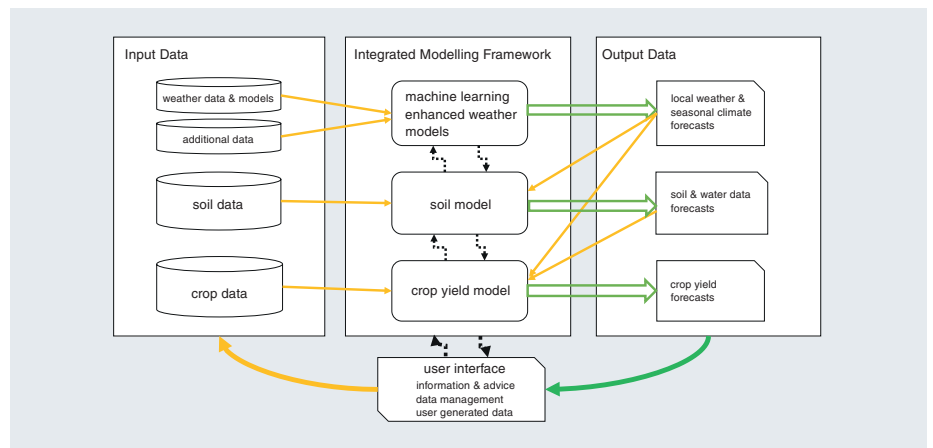 Input Data
weather data & models
additional data
soil data
crop data
Integrated Modelling Framework
machine learning
enhanced weather
models
soil model
crop yield model
Output Data
local weather &
seasonal climate
forecasts
soil & water data
forecasts
crop yield
forecasts
user interface
information & advice
data management
user generated data